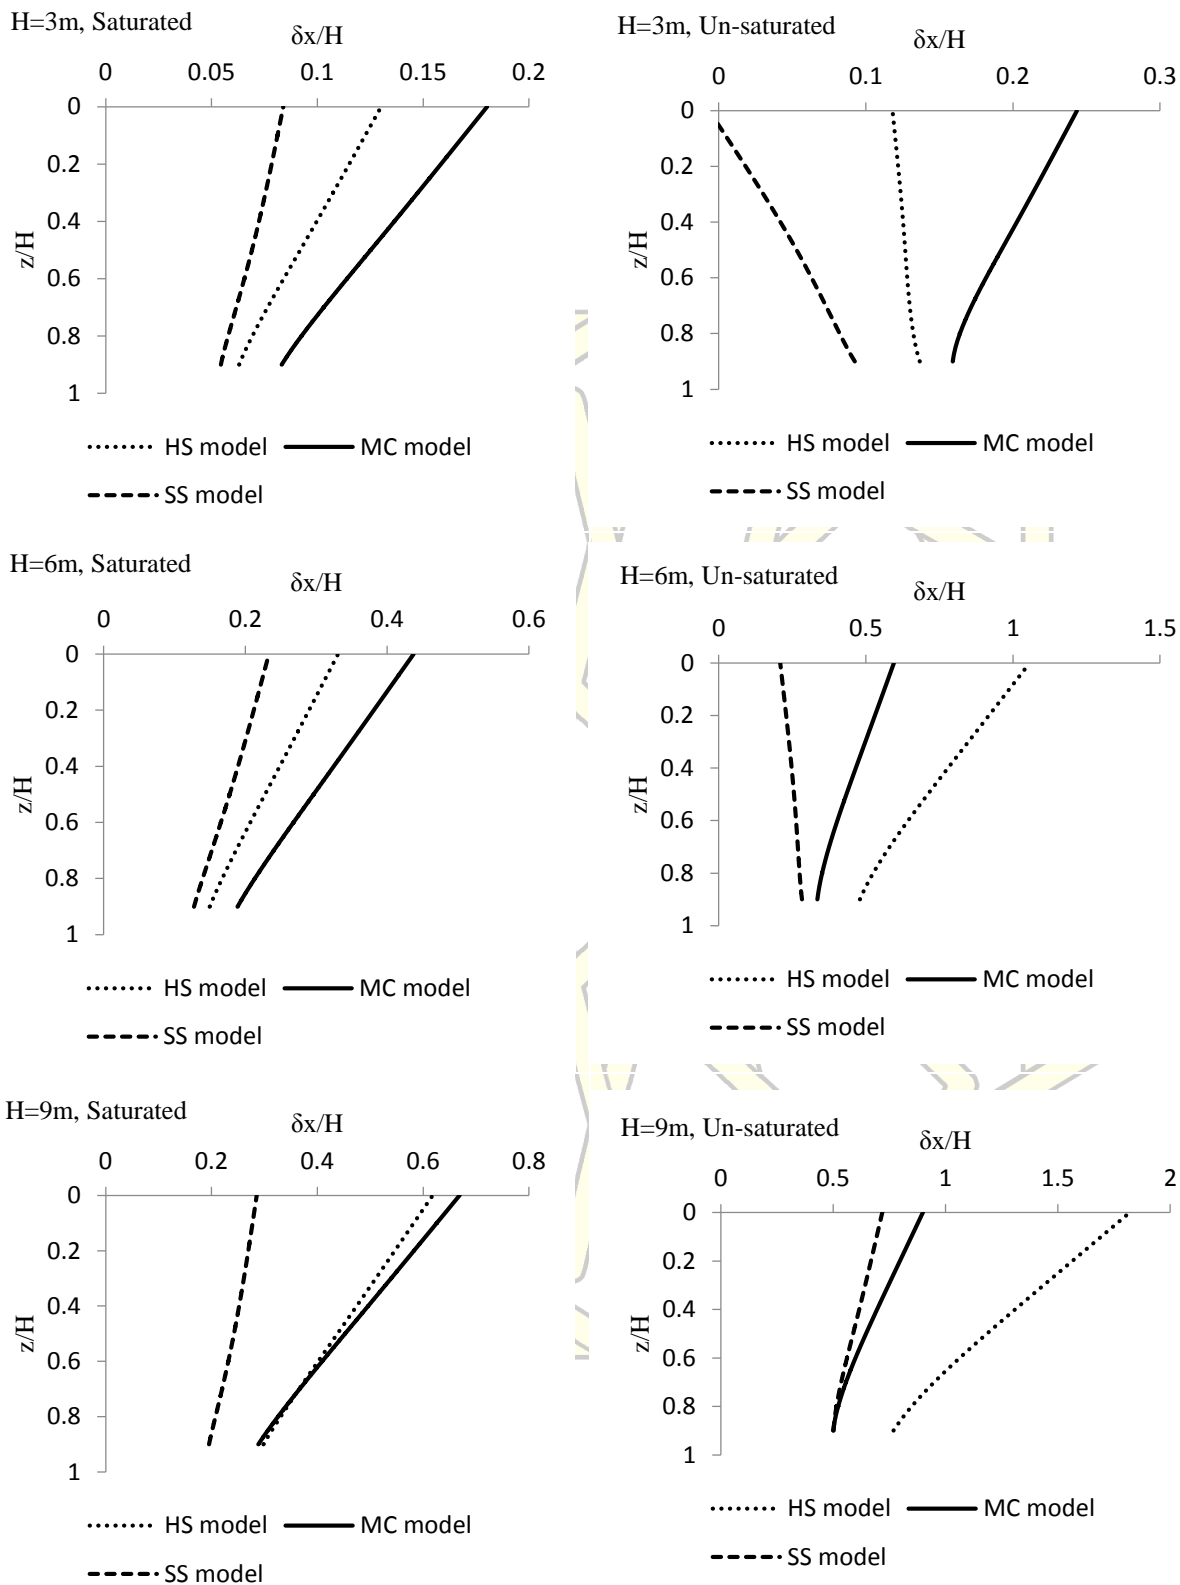 H=3m, Saturated
δx/H
0 0.05 0.1 0.15 0.2
0
0.2
0.4
0.6
0.8
1
z/H
HS model MC model
SS model
H=3m, Un-saturated
δx/H
0 0.1 0.2 0.3
0
0.2
0.4
0.6
0.8
1
z/H
HS model MC model
SS model
H=6m, Saturated
δx/H
0 0.2 0.4 0.6
0
0.2
0.4
0.6
0.8
1
z/H
HS model MC model
SS model
H=6m, Un-saturated
δx/H
0 0.5 1 1.5
0
0.2
0.4
0.6
0.8
1
z/H
HS model MC model
SS model
H=9m, Saturated
δx/H
0 0.2 0.4 0.6 0.8
0
0.2
0.4
0.6
0.8
1
z/H
HS model MC model
SS model
H=9m, Un-saturated
δx/H
0 0.5 1 1.5 2
0
0.2
0.4
0.6
0.8
1
z/H
HS model MC model
SS model